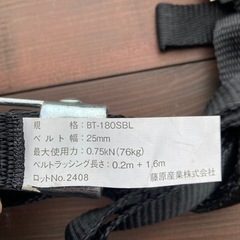 規　　格：BT-180SBL
ベ ル ト 幅：25mm
最大使用力：0.75kN(76kg)
ベルトラッシング長さ：0.2m＋1.6m
ロットNo.2408　藤原産業株式会社